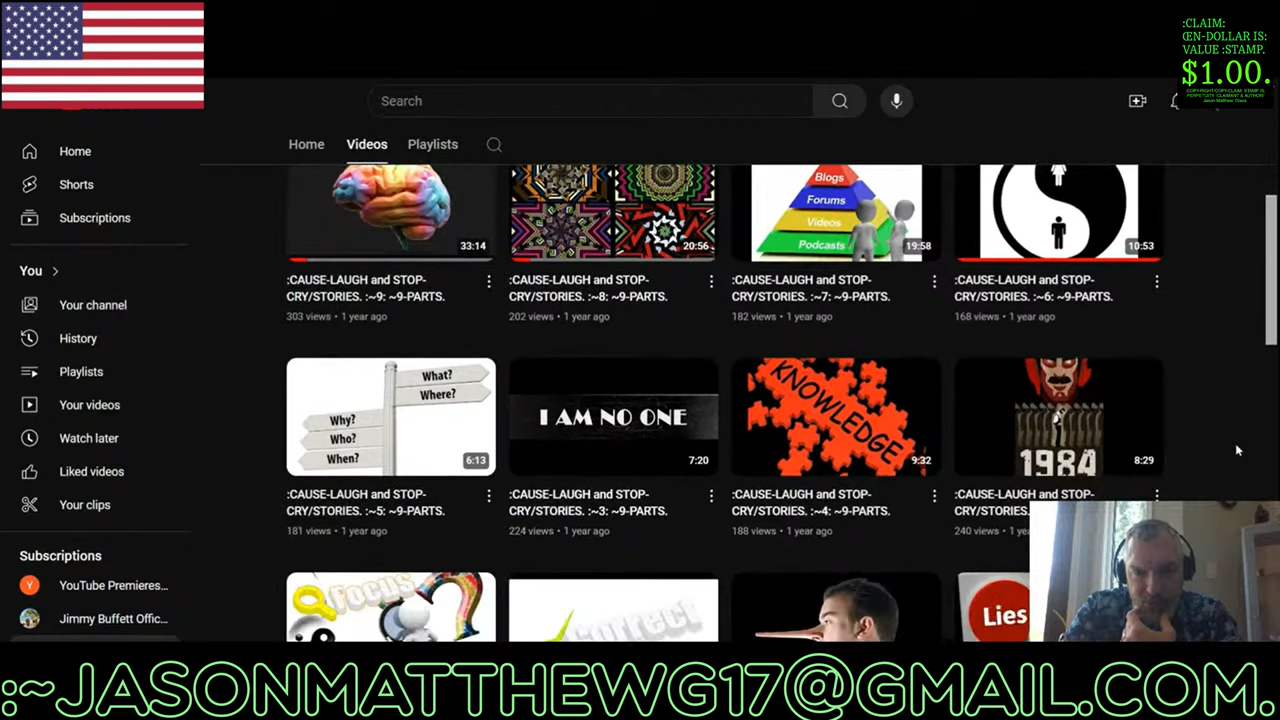 :CLAIM:
ŒN-DOLLAR IS:
VALUE :STAMP.
$1.00.
Search
Home
Videos
Playlists
Home
Shorts
Subscriptions
You
Your channel
History
Playlists
Your videos
Watch later
Liked videos
Your clips
Subscriptions
YouTube Premieres...
Jimmy Buffett Offic...
33:14
20:56
Blogs
Forums
Videos
Podcasts
19:58
10:53
:CAUSE-LAUGH and STOP-
CRY/STORIES. :~9: ~9-PARTS.
303 views • 1 year ago
:CAUSE-LAUGH and STOP-
CRY/STORIES. :~8: ~9-PARTS.
202 views • 1 year ago
:CAUSE-LAUGH and STOP-
CRY/STORIES. :~7: ~9-PARTS.
182 views • 1 year ago
:CAUSE-LAUGH and STOP-
CRY/STORIES. :~6: ~9-PARTS.
168 views • 1 year ago
What?
Where?
Why?
Who?
When?
6:13
I AM NO ONE
7:20
KNOWLEDGE
9:32
1984
8:29
:CAUSE-LAUGH and STOP-
CRY/STORIES. :~5: ~9-PARTS.
181 views • 1 year ago
:CAUSE-LAUGH and STOP-
CRY/STORIES. :~3: ~9-PARTS.
224 views • 1 year ago
:CAUSE-LAUGH and STOP-
CRY/STORIES. :~4: ~9-PARTS.
188 views • 1 year ago
:CAUSE-LAUGH and STOP-
CRY/STORIES.
240 views • 1 year ago
Focus
Correct
Lies
:~JASONMATTHEWG17@GMAIL.COM.